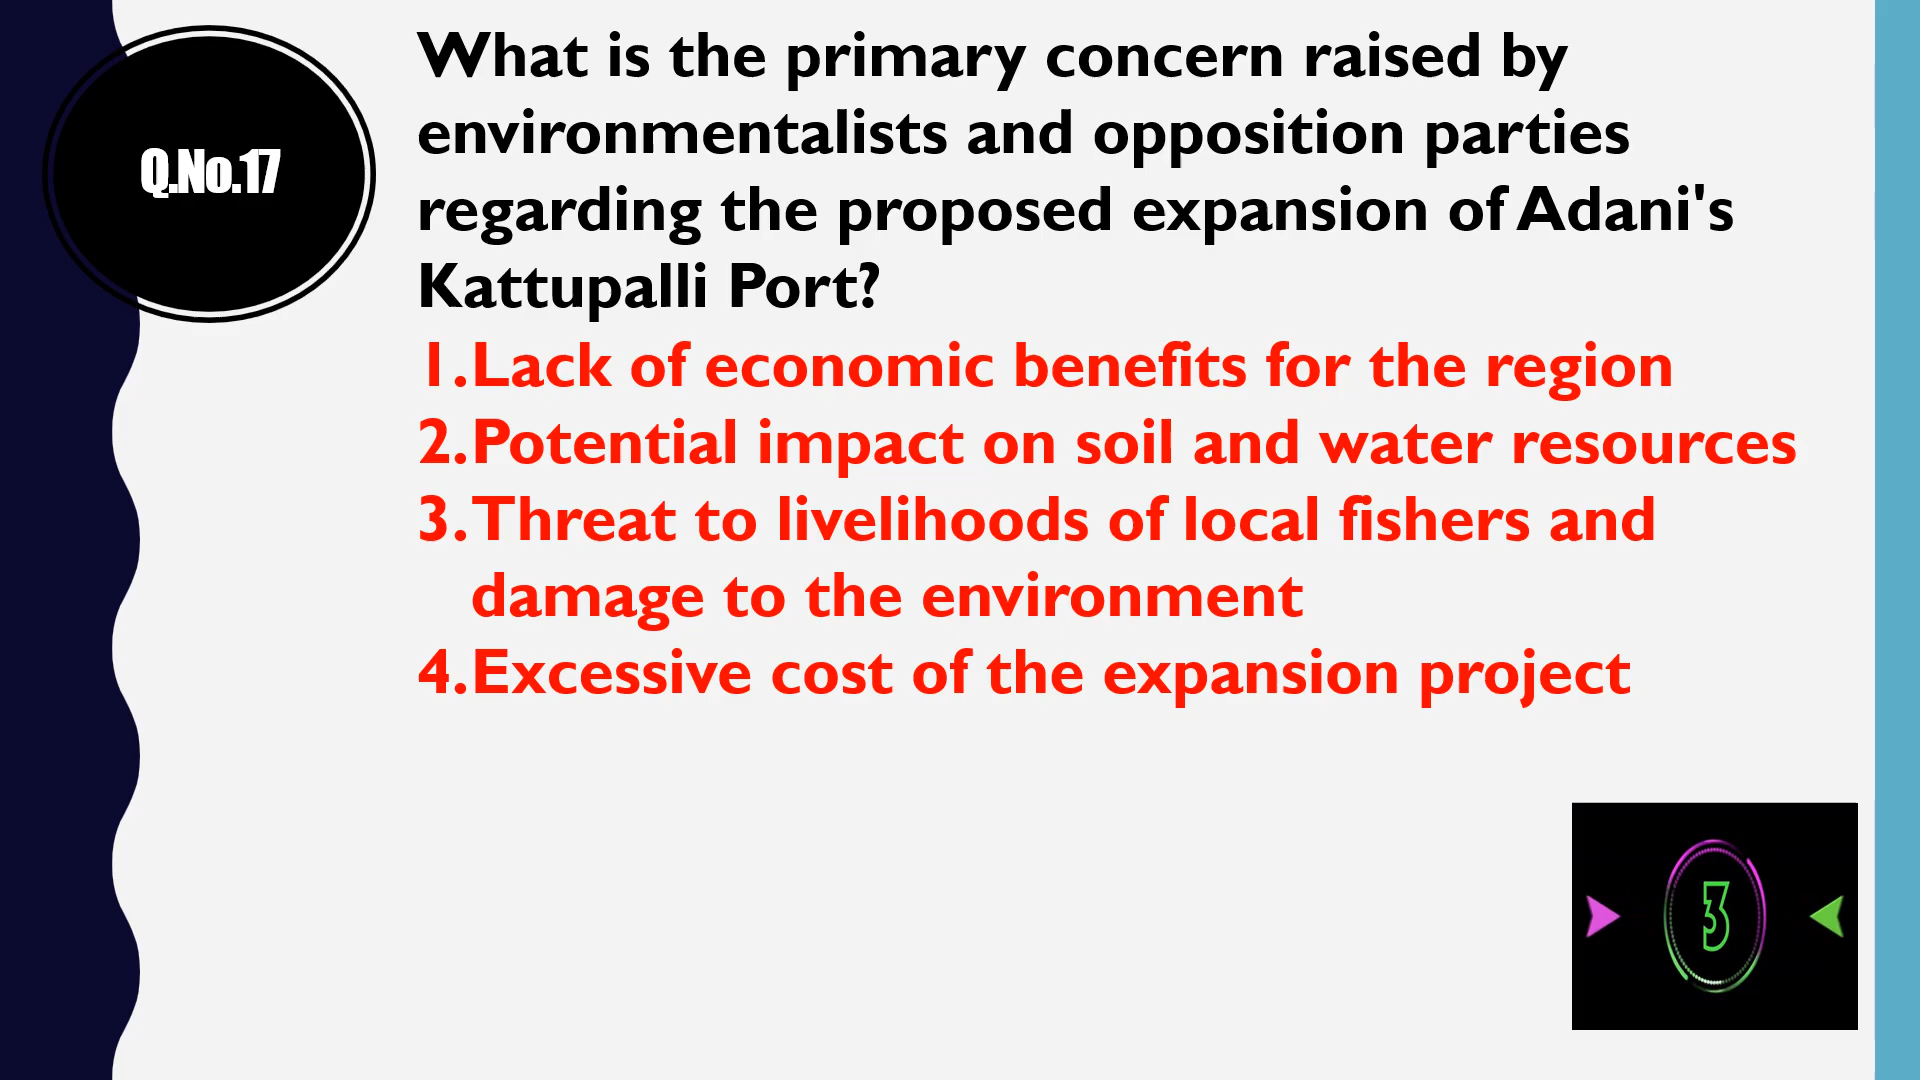 Q.No.17
What is the primary concern raised by
environmentalists and opposition parties
regarding the proposed expansion of Adani's
Kattupalli Port?
1.Lack of economic benefits for the region
2.Potential impact on soil and water resources
3.Threat to livelihoods of local fishers and
damage to the environment
4.Excessive cost of the expansion project
3